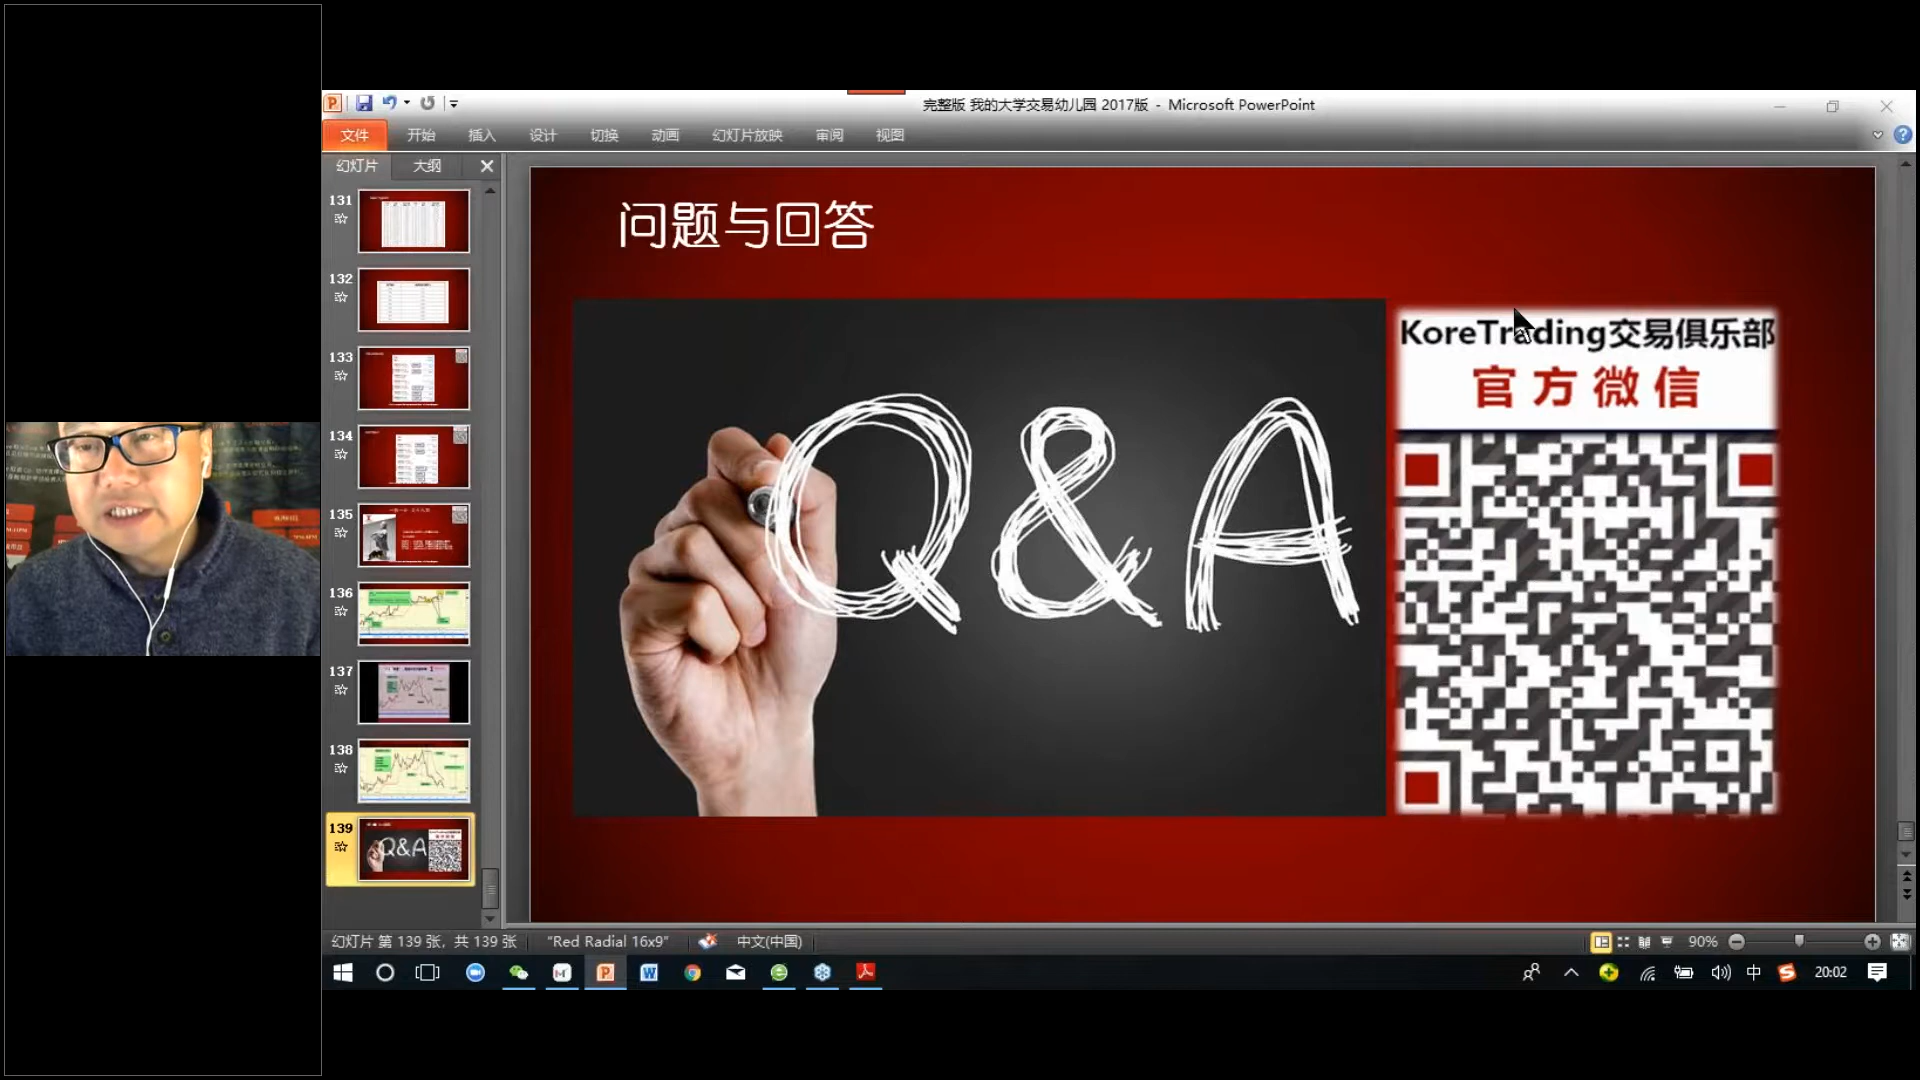 完整版 我的大学交易幼儿园 2017版 - Microsoft PowerPoint
文件 开始 插入 设计 切换 动画 幻灯片放映 审阅 视图
幻灯片 大纲
131
132
133
134
135
136
137
138
139
问题与回答
Q&A
KoreTrading交易俱乐部
官方微信
幻灯片 第 139 张, 共 139 张 "Red Radial 16x9" 中文(中国) 90%
中 20:02